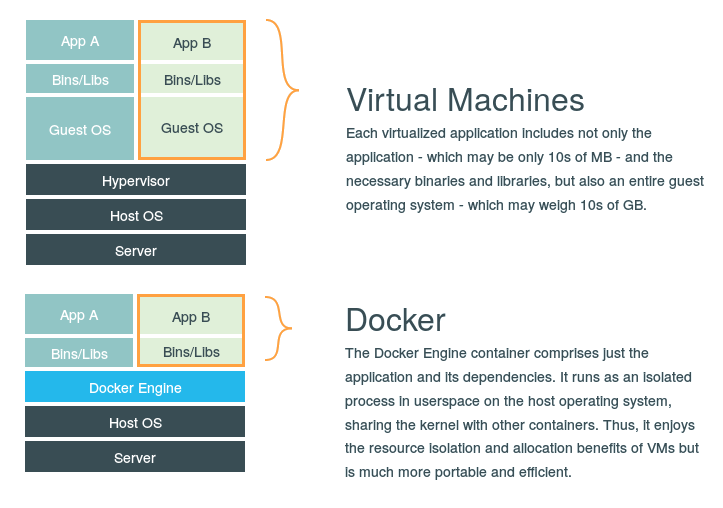 App A
App B
Bins/Libs
Bins/Libs
Guest OS
Guest OS
Hypervisor
Host OS
Server
Virtual Machines
Each virtualized application includes not only the
application - which may be only 10s of MB - and the
necessary binaries and libraries, but also an entire guest
operating system - which may weigh 10s of GB.
App A
App B
Bins/Libs
Bins/Libs
Docker Engine
Host OS
Server
Docker
The Docker Engine container comprises just the
application and its dependencies. It runs as an isolated
process in userspace on the host operating system,
sharing the kernel with other containers. Thus, it enjoys
the resource isolation and allocation benefits of VMs but
is much more portable and efficient.